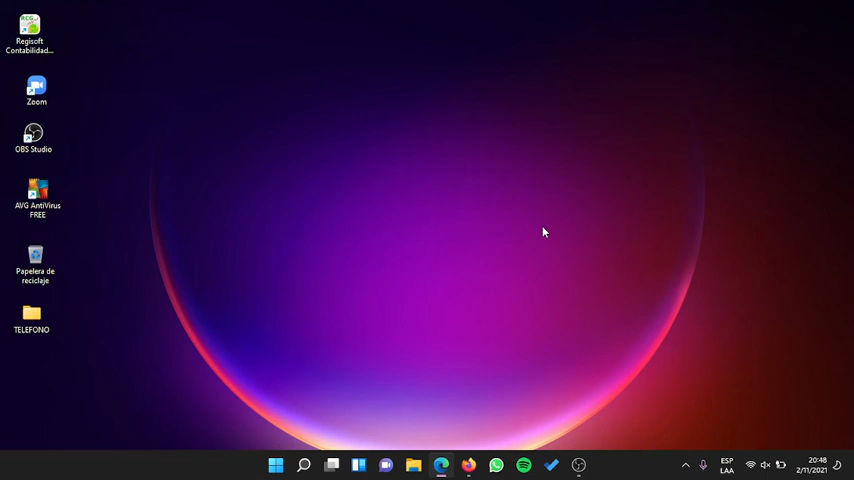 RCG
Regisoft
Contabilidad...
Zoom
OBS Studio
AVG AntiVirus
FREE
Papelera de
reciclaje
TELEFONO
ESP
LAA
20:48
2/11/2021